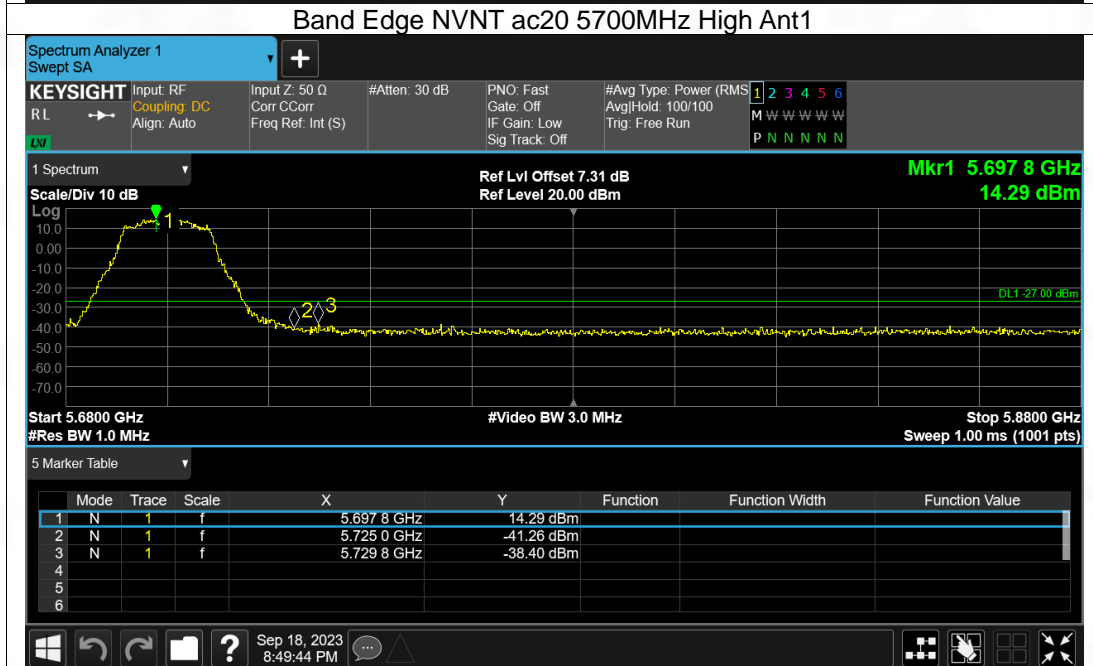 Band Edge NVNT ac20 5700MHz High Ant1
Spectrum Analyzer 1
Swept SA
+
KEYSIGHT Input: RF Input Z: 50 Ω #Atten: 30 dB PNO: Fast #Avg Type: Power (RMS 1 2 3 4 5 6
RL Coupling: DC Corr CCorr Gate: Off Avg|Hold: 100/100 M W W W W W W
Align: Auto Freq Ref: Int (S) IF Gain: Low Trig: Free Run
LXI Sig Track: Off P N N N N N N
1 Spectrum Ref Lvl Offset 7.31 dB Mkr1 5.697 8 GHz
Scale/Div 10 dB Ref Level 20.00 dBm 14.29 dBm
Log
1
10.0
0.00
-10.0
-20.0
DL1 -27.00 dBm
-30.0
2 3
-40.0
-50.0
-60.0
-70.0
Start 5.6800 GHz #Video BW 3.0 MHz Stop 5.8800 GHz
#Res BW 1.0 MHz Sweep 1.00 ms (1001 pts)
5 Marker Table
Mode Trace Scale X Y Function Function Width Function Value
1 N 1 f 5.697 8 GHz 14.29 dBm
2 N 1 f 5.725 0 GHz -41.26 dBm
3 N 1 f 5.729 8 GHz -38.40 dBm
4
5
6
? Sep 18, 2023
8:49:44 PM